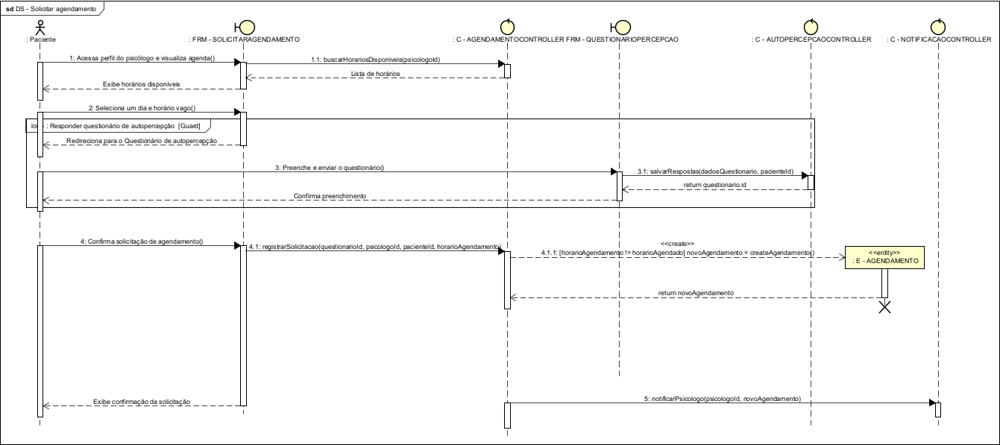 sd DS - Solicitar agendamento
: Paciente
: FRM - SOLICITARAGENDAMENTO
: C - AGENDAMENTOCONTROLLER
FRM - QUESTIONARIOPERCEPCAO
: C - AUTOPERCEPCAOCONTROLLER
: C - NOTIFICACAOCONTROLLER
1: Acessa perfil do psicólogo e visualiza agenda()
1.1: buscarHorariosDisponiveis(psicologoId)
Lista de horários
Exibe horários disponíveis
2: Seleciona um dia e horário vago()
: Responder questionário de autopercepção [Guard]
Redireciona para o Questionário de autopercepção
3: Preenche e enviar o questionário()
3.1: salvarRespostas(dadosQuestionario, pacienteId)
return questionario.id
Confirma preenchimento
4: Confirma solicitação de agendamento()
4.1: registrarSolicitacao(questionarioId, psicologoId, pacienteId, horarioAgendamento)
<<create>>
4.1.1: [horarioAgendamento != horarioAgendado] novoAgendamento = createAgendamento()
<<entity>>
: E - AGENDAMENTO
return novoAgendamento
5: notificarPsicologo(psicologoId, novoAgendamento)
Exibe confirmação da solicitação